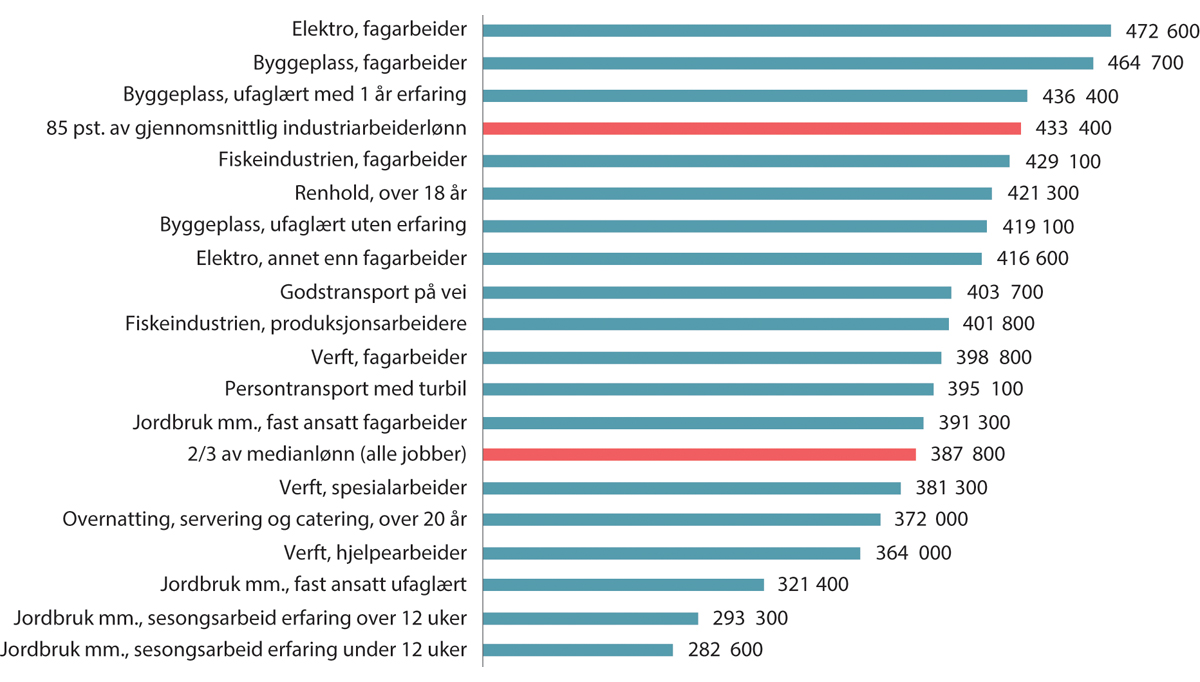 Elektro, fagarbeider 472 600
Byggeplass, fagarbeider 464 700
Byggeplass, ufaglært med 1 år erfaring 436 400
85 pst. av gjennomsnittlig industriarbeiderlønn 433 400
Fiskeindustrien, fagarbeider 429 100
Renhold, over 18 år 421 300
Byggeplass, ufaglært uten erfaring 419 100
Elektro, annet enn fagarbeider 416 600
Godstransport på vei 403 700
Fiskeindustrien, produksjonsarbeidere 401 800
Verft, fagarbeider 398 800
Persontransport med turbil 395 100
Jordbruk mm., fast ansatt fagarbeider 391 300
2/3 av medianlønn (alle jobber) 387 800
Verft, spesialarbeider 381 300
Overnatting, servering og catering, over 20 år 372 000
Verft, hjelpearbeider 364 000
Jordbruk mm., fast ansatt ufaglært 321 400
Jordbruk mm., sesongsarbeid erfaring over 12 uker 293 300
Jordbruk mm., sesongsarbeid erfaring under 12 uker 282 600